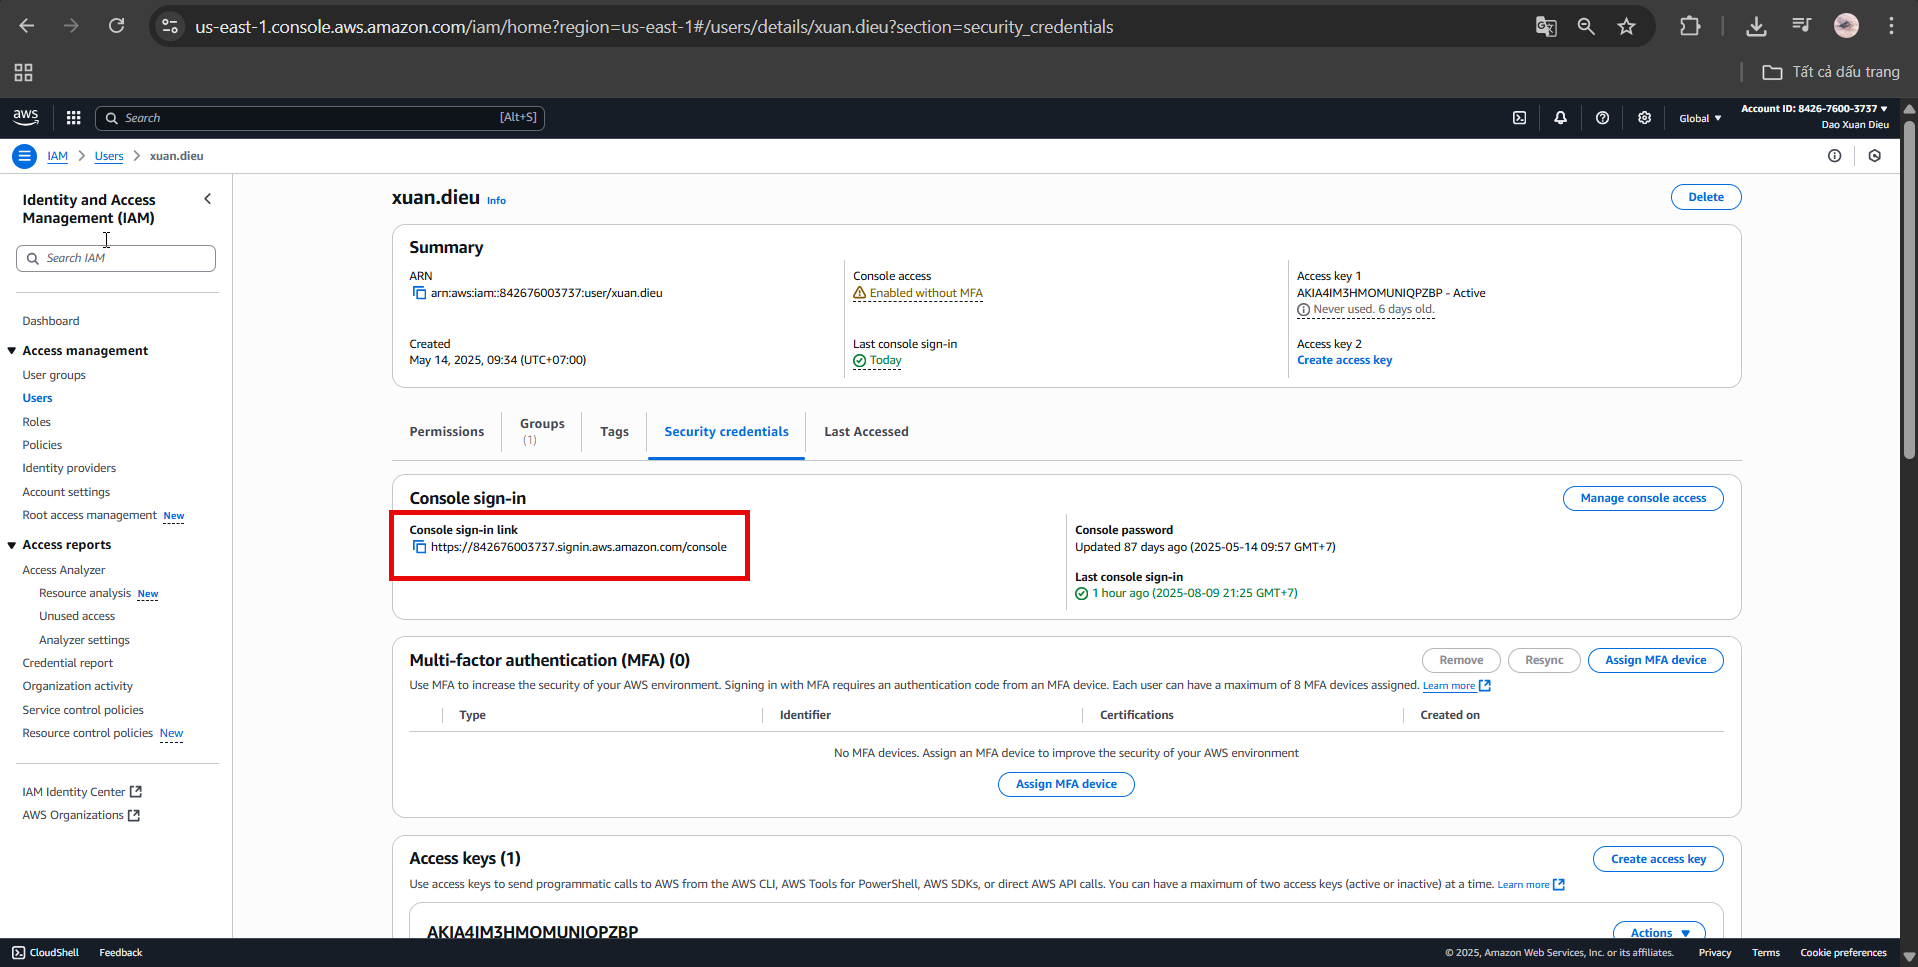 us-east-1.console.aws.amazon.com/iam/home?region=us-east-1#/users/details/xuan.dieu?section=security_credentials
Tất cả dấu trang
aws
Search
[Alt+S]
Global
Account ID: 8426-7600-3737
Dao Xuan Dieu
IAM
Users
xuan.dieu
Identity and Access
Management (IAM)
Search IAM
Dashboard
Access management
User groups
Users
Roles
Policies
Identity providers
Account settings
Root access management New
Access reports
Access Analyzer
Resource analysis New
Unused access
Analyzer settings
Credential report
Organization activity
Service control policies
Resource control policies New
IAM Identity Center
AWS Organizations
xuan.dieu Info
Delete
Summary
ARN
arn:aws:iam::842676003737:user/xuan.dieu
Console access
Enabled without MFA
Access key 1
AKIA4IM3HMOMUNIQPZBP - Active
Never used. 6 days old.
Created
May 14, 2025, 09:34 (UTC+07:00)
Last console sign-in
Today
Access key 2
Create access key
Permissions
Groups
(1)
Tags
Security credentials
Last Accessed
Console sign-in
Manage console access
Console sign-in link
https://842676003737.signin.aws.amazon.com/console
Console password
Updated 87 days ago (2025-05-14 09:57 GMT+7)
Last console sign-in
1 hour ago (2025-08-09 21:25 GMT+7)
Multi-factor authentication (MFA) (0)
Remove
Resync
Assign MFA device
Use MFA to increase the security of your AWS environment. Signing in with MFA requires an authentication code from an MFA device. Each user can have a maximum of 8 MFA devices assigned. Learn more
Type
Identifier
Certifications
Created on
No MFA devices. Assign an MFA device to improve the security of your AWS environment
Assign MFA device
Access keys (1)
Create access key
Use access keys to send programmatic calls to AWS from the AWS CLI, AWS Tools for PowerShell, AWS SDKs, or direct AWS API calls. You can have a maximum of two access keys (active or inactive) at a time. Learn more
AKIA4IM3HMOMUNIQPZBP
Actions
CloudShell
Feedback
© 2025, Amazon Web Services, Inc. or its affiliates.
Privacy
Terms
Cookie preferences